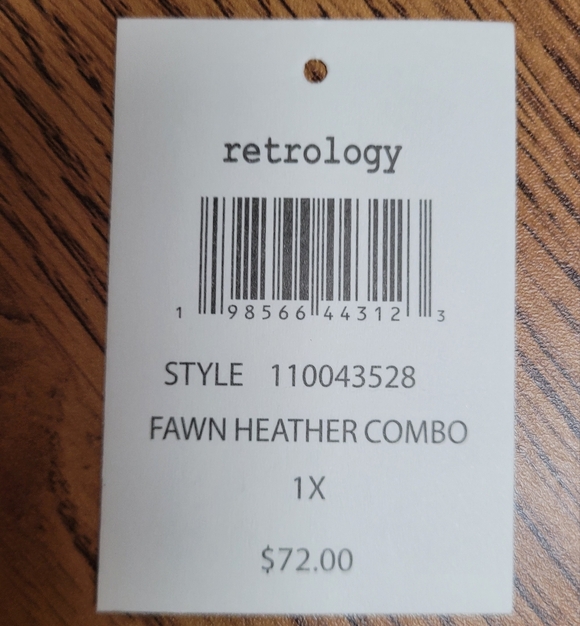 retrology
1 98566 44312 3
STYLE 110043528
FAWN HEATHER COMBO
1X
$72.00